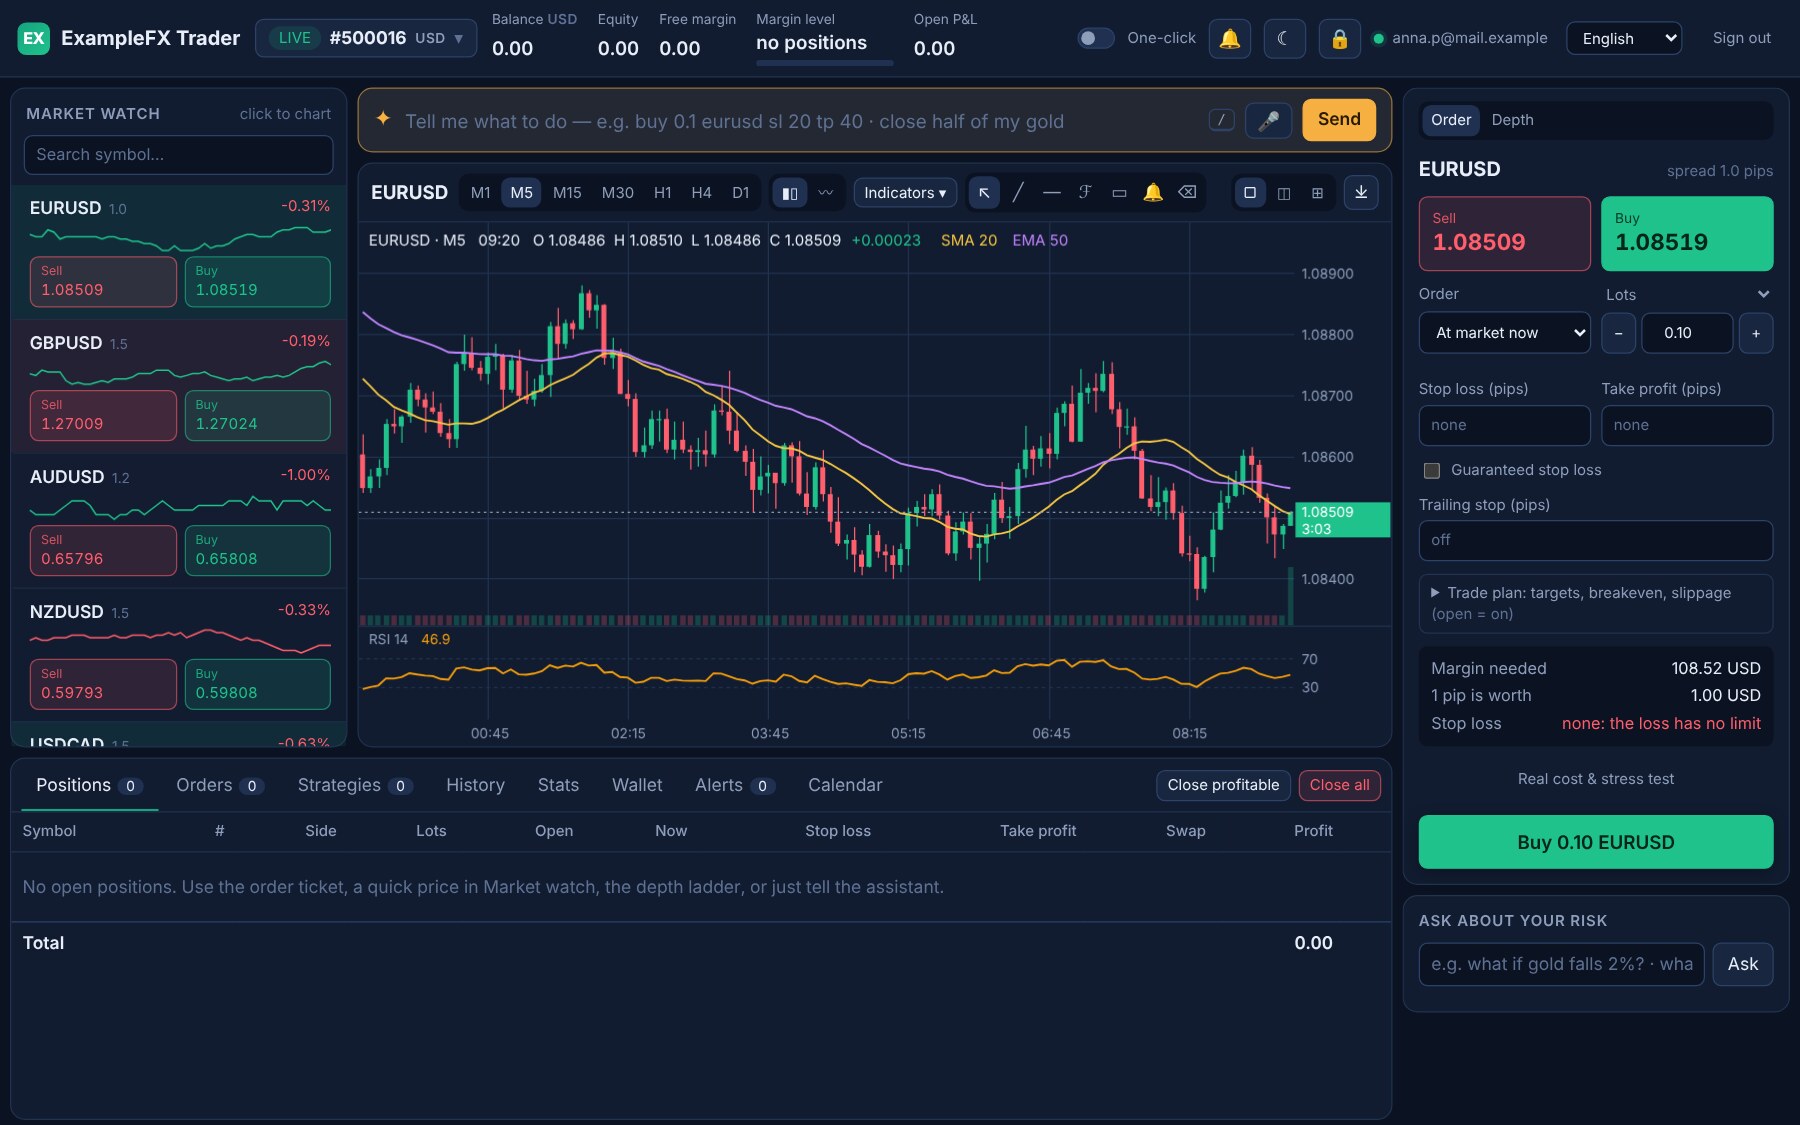 EX ExampleFX Trader
LIVE #500016 USD ▾
Balance USD
0.00
Equity
0.00
Free margin
0.00
Margin level
no positions
Open P&L
0.00
One-click
anna.p@mail.example
English
Sign out
MARKET WATCH click to chart
Search symbol...
EURUSD 1.0 -0.31%
Sell Buy
1.08509 1.08519
GBPUSD 1.5 -0.19%
Sell Buy
1.27009 1.27024
AUDUSD 1.2 -1.00%
Sell Buy
0.65796 0.65808
NZDUSD 1.5 -0.33%
Sell Buy
0.59793 0.59808
USDCAD 1.5 -0.63%
Tell me what to do — e.g. buy 0.1 eurusd sl 20 tp 40 · close half of my gold / Send
EURUSD M1 M5 M15 M30 H1 H4 D1 Indicators ▾
EURUSD · M5 09:20 O 1.08486 H 1.08510 L 1.08486 C 1.08509 +0.00023 SMA 20 EMA 50
1.08900
1.08800
1.08700
1.08600
1.08509
3:03
1.08400
RSI 14 46.9
70
30
00:45 02:15 03:45 05:15 06:45 08:15
Order Depth
EURUSD spread 1.0 pips
Sell Buy
1.08509 1.08519
Order Lots
At market now − 0.10 +
Stop loss (pips) Take profit (pips)
none none
Guaranteed stop loss
Trailing stop (pips)
off
Trade plan: targets, breakeven, slippage
(open = on)
Margin needed 108.52 USD
1 pip is worth 1.00 USD
Stop loss none: the loss has no limit
Real cost & stress test
Buy 0.10 EURUSD
ASK ABOUT YOUR RISK
e.g. what if gold falls 2%? · wha Ask
Positions 0 Orders 0 Strategies 0 History Stats Wallet Alerts 0 Calendar Close profitable Close all
Symbol # Side Lots Open Now Stop loss Take profit Swap Profit
No open positions. Use the order ticket, a quick price in Market watch, the depth ladder, or just tell the assistant.
Total 0.00